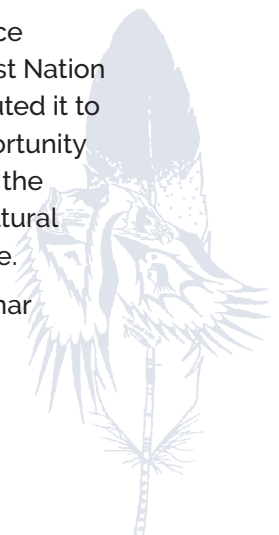 ce
st Nation
uted it to
ortunity
the
tural
e.
nar